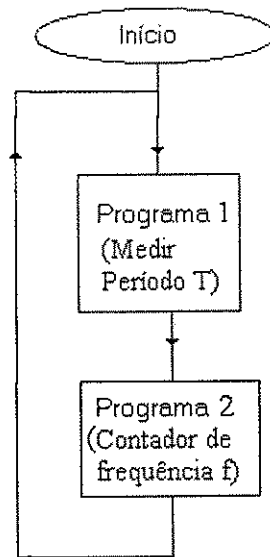 Início
Programa 1
(Medir
Período T)
Programa 2
(Contador de
frequência f)